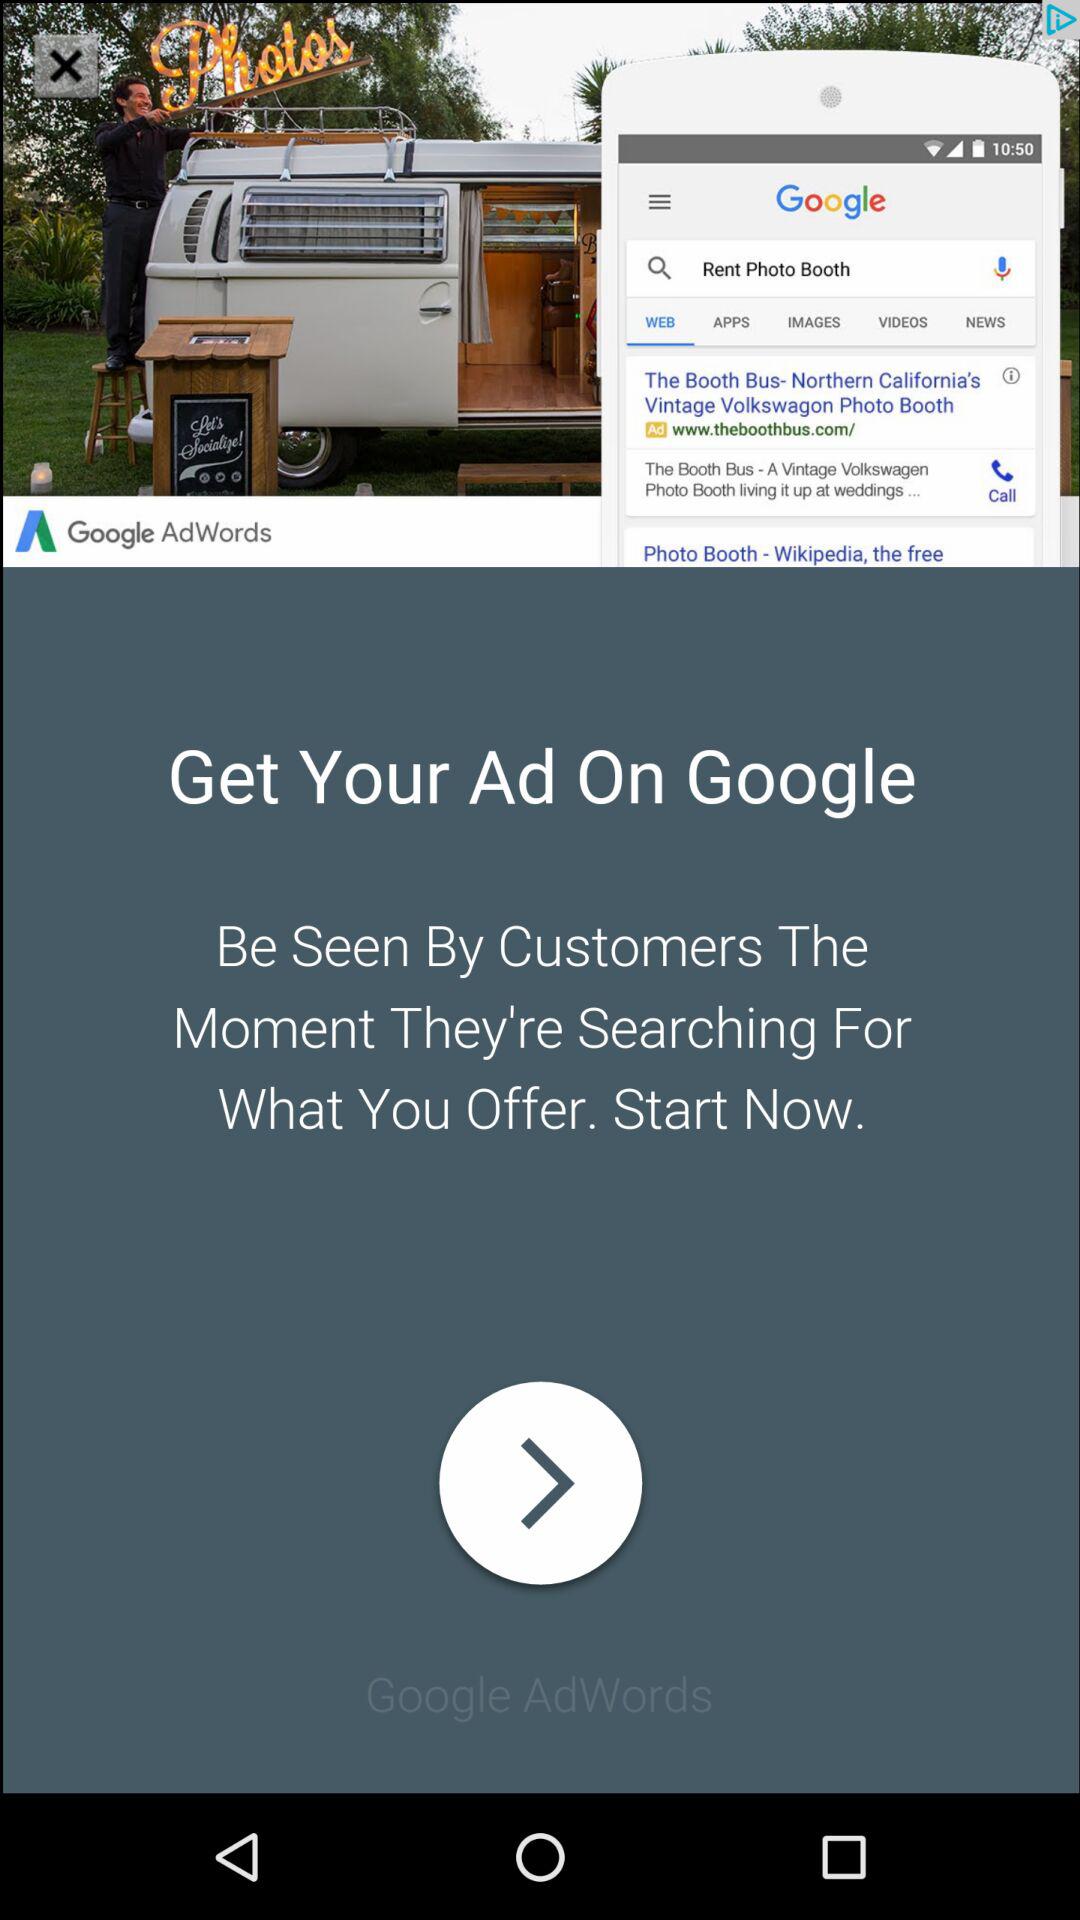 Photos
10:50
Google
Rent Photo Booth
WEB APPS IMAGES VIDEOS NEWS
The Booth Bus- Northern California's
Vintage Volkswagon Photo Booth
Ad www.theboothbus.com/
The Booth Bus - A Vintage Volkswagen
Photo Booth living it up at weddings ...
Call
Photo Booth - Wikipedia, the free
Let's
Socialize!
Google AdWords
Get Your Ad On Google
Be Seen By Customers The
Moment They're Searching For
What You Offer. Start Now.
Google AdWords